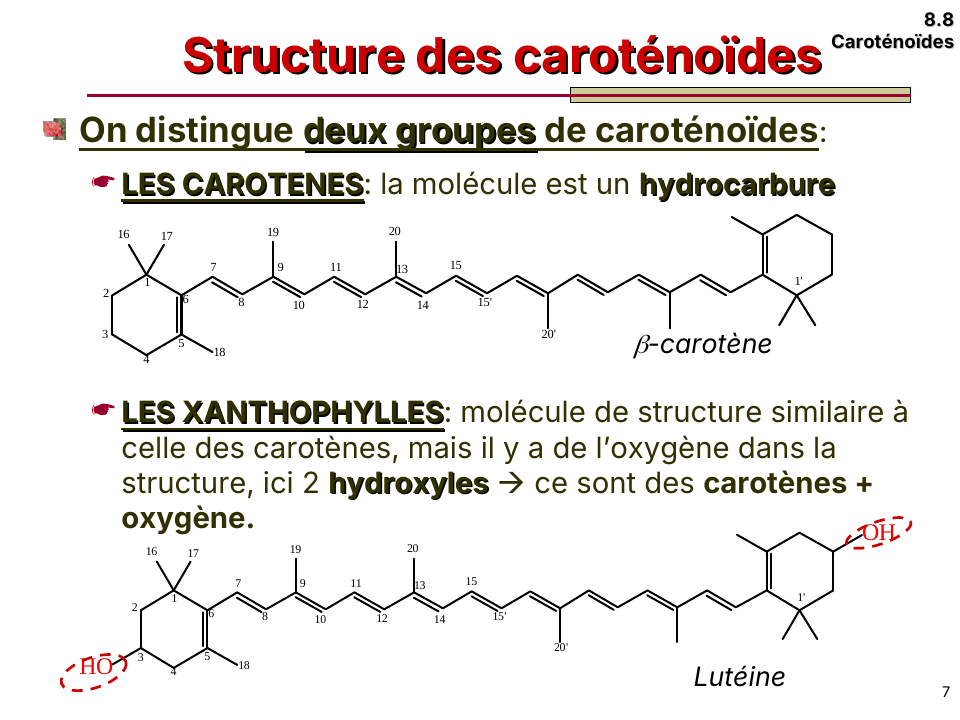 8.8
Caroténoïdes
Structure des caroténoïdes
On distingue deux groupes de caroténoïdes:
LES CAROTENES: la molécule est un hydrocarbure
16 17 19 20
7 9 11 13 15
1 1'
2 6 8 10 12 14 15'
3 5 20'
4 18
β-carotène
LES XANTHOPHYLLES: molécule de structure similaire à
celle des carotènes, mais il y a de l’oxygène dans la
structure, ici 2 hydroxyles → ce sont des carotènes +
oxygène.
OH
16 17 19 20
7 9 11 13 15
1 1'
2 6 8 10 12 14 15'
3 5 20'
HO 4 18
Lutéine
7